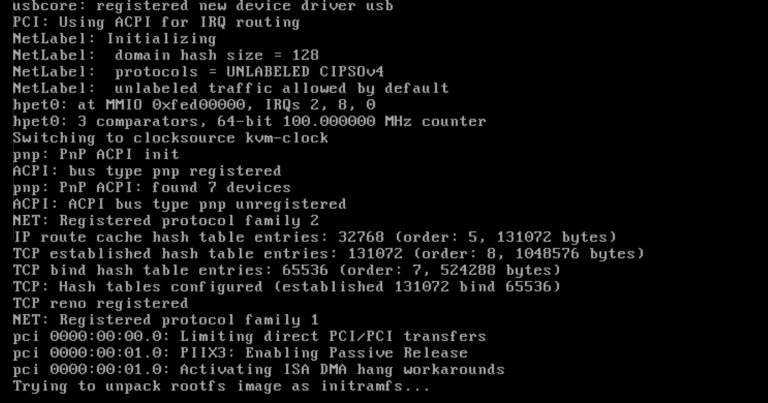 usbcore: registered new device driver usb
PCI: Using ACPI for IRQ routing
NetLabel: Initializing
NetLabel:  domain hash size = 128
NetLabel:  protocols = UNLABELED CIPSOv4
NetLabel:  unlabeled traffic allowed by default
hpet0: at MMIO 0xfed00000, IRQs 2, 8, 0
hpet0: 3 comparators, 64-bit 100.000000 MHz counter
Switching to clocksource kvm-clock
pnp: PnP ACPI init
ACPI: bus type pnp registered
pnp: PnP ACPI: found 7 devices
ACPI: ACPI bus type pnp unregistered
NET: Registered protocol family 2
IP route cache hash table entries: 32768 (order: 5, 131072 bytes)
TCP established hash table entries: 131072 (order: 8, 1048576 bytes)
TCP bind hash table entries: 65536 (order: 7, 524288 bytes)
TCP: Hash tables configured (established 131072 bind 65536)
TCP reno registered
NET: Registered protocol family 1
pci 0000:00:00.0: Limiting direct PCI/PCI transfers
pci 0000:00:01.0: PIIX3: Enabling Passive Release
pci 0000:00:01.0: Activating ISA DMA hang workarounds
Trying to unpack rootfs image as initramfs...